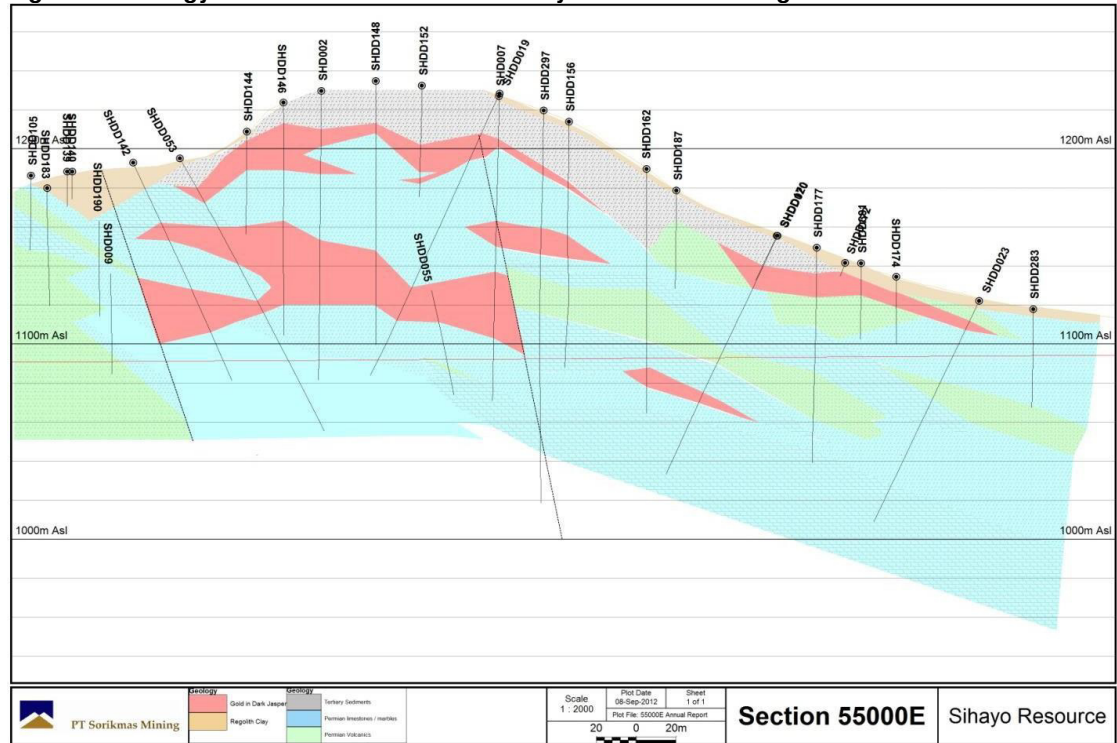 SHDD105
SHDD183
SHDD190
SHDD009
SHDD142
SHDD053
SHDD144
SHDD146
SHD002
SHDD148
SHDD152
SHDD055
SHD007
SHDD019
SHDD297
SHDD156
SHDD162
SHDD187
SHDD177
SHDD174
SHDD023
SHDD283
1200m Asl
1200m Asl
1100m Asl
1100m Asl
1000m Asl
1000m Asl
PT Sorikmas Mining
Geology
Gold in Dark Jasper
Regolith Clay
Geology
Tertiary Sediments
Permian limestones / marbles
Permian Volcanics
Scale
1 : 2000
Plot Date
08-Sep-2012
Sheet
1 of 1
Plot File: 55000E Annual Report
20 0 20m
Section 55000E
Sihayo Resource